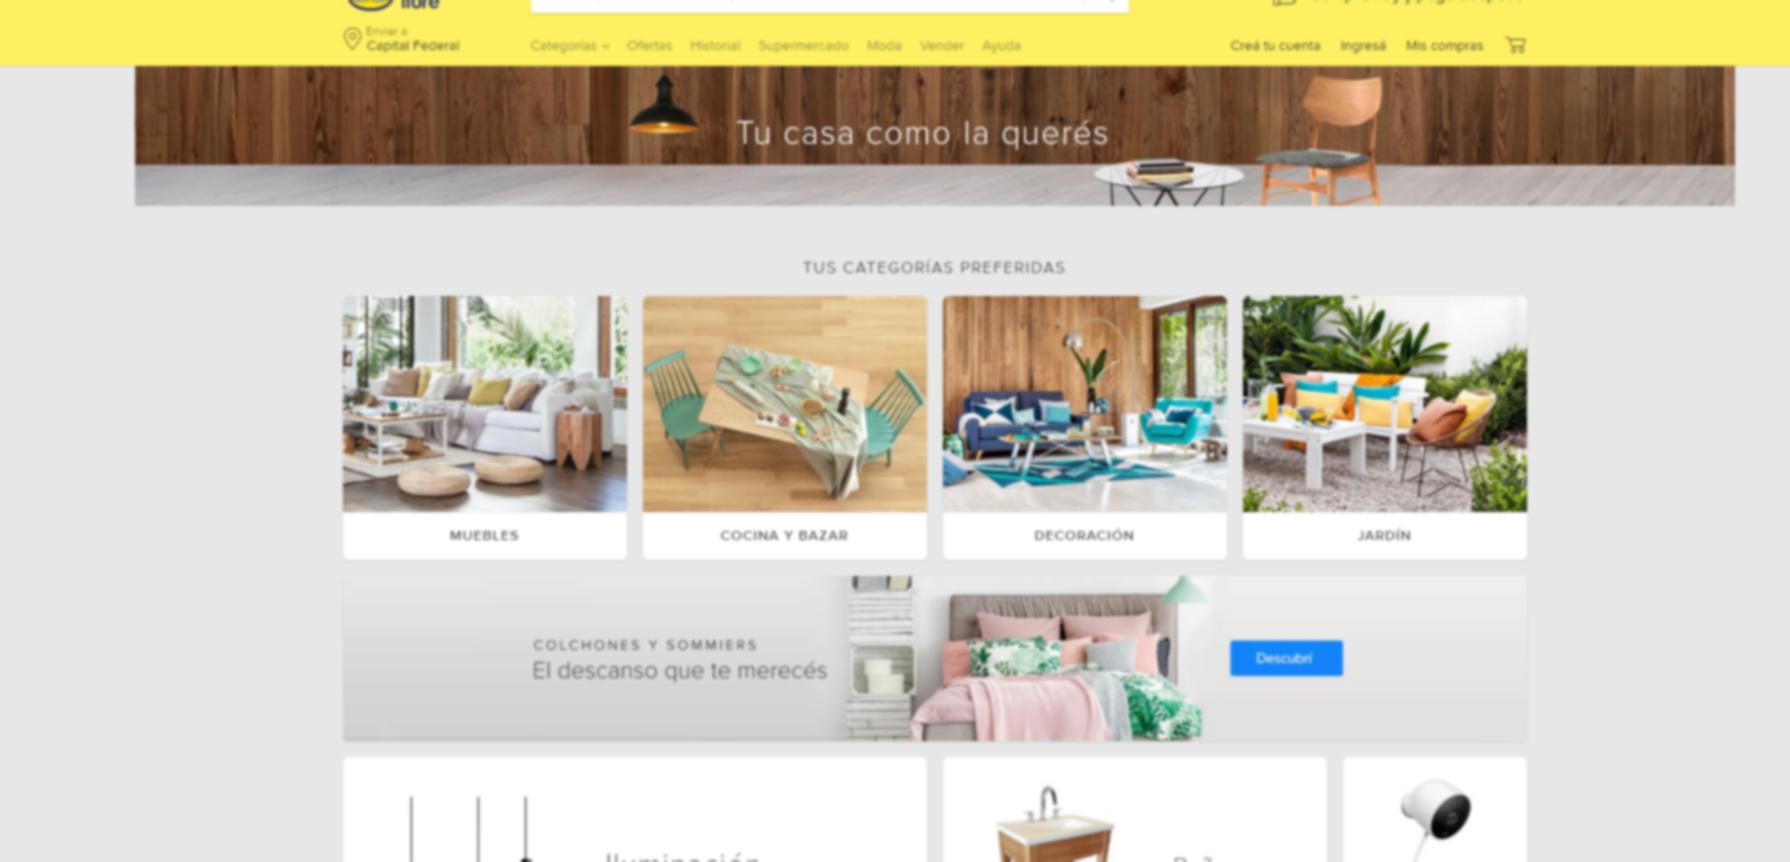 libre
Enviar a
Capital Federal
Categorías Ofertas Historial Supermercado Moda Vender Ayuda
Creá tu cuenta Ingresá Mis compras
Tu casa como la querés
TUS CATEGORÍAS PREFERIDAS
MUEBLES
COCINA Y BAZAR
DECORACIÓN
JARDÍN
COLCHONES Y SOMMIERS
El descanso que te merecés
Descubrí
Iluminación